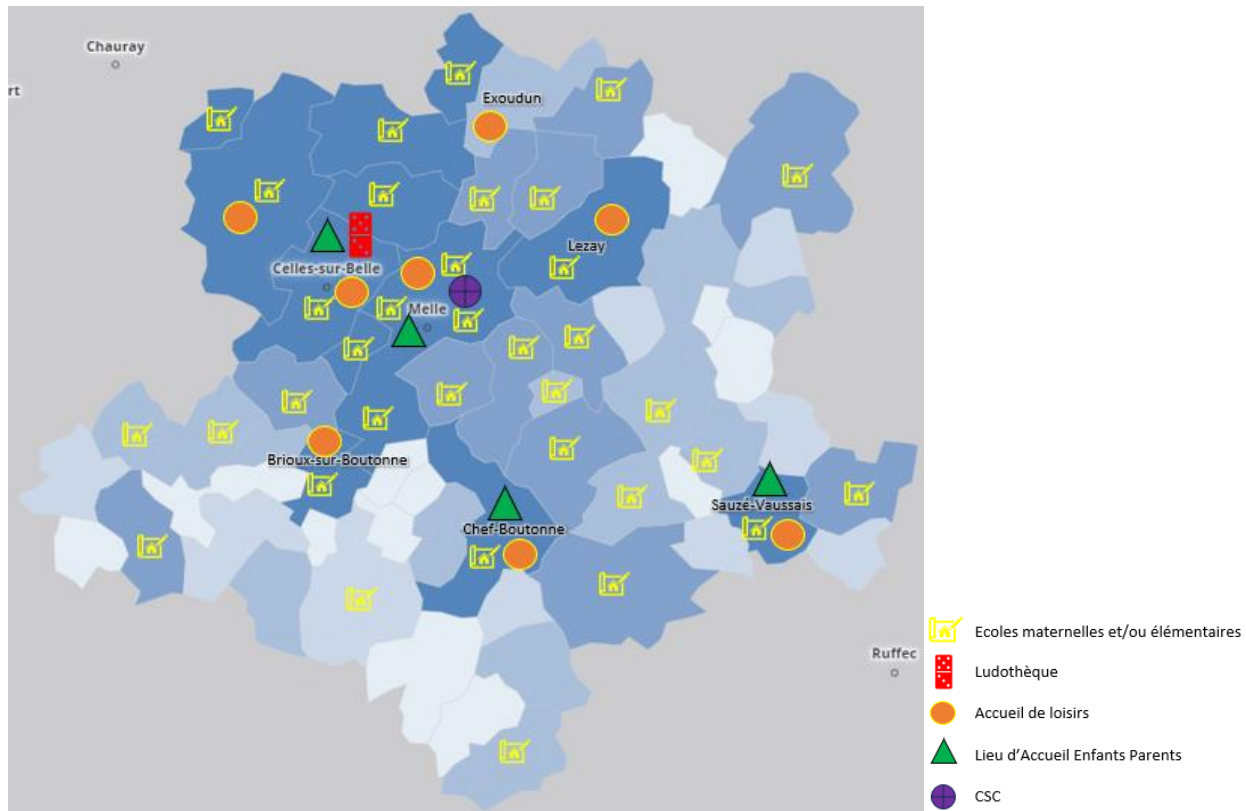 Chauray
rt
Exoudun
Lezay
Celles-sur-Belle
Melle
Brioux-sur-Boutonne
Sauzé-Vaussais
Chef-Boutonne
Ruffec
Ecoles maternelles et/ou élémentaires
Ludothèque
Accueil de loisirs
Lieu d'Accueil Enfants Parents
CSC